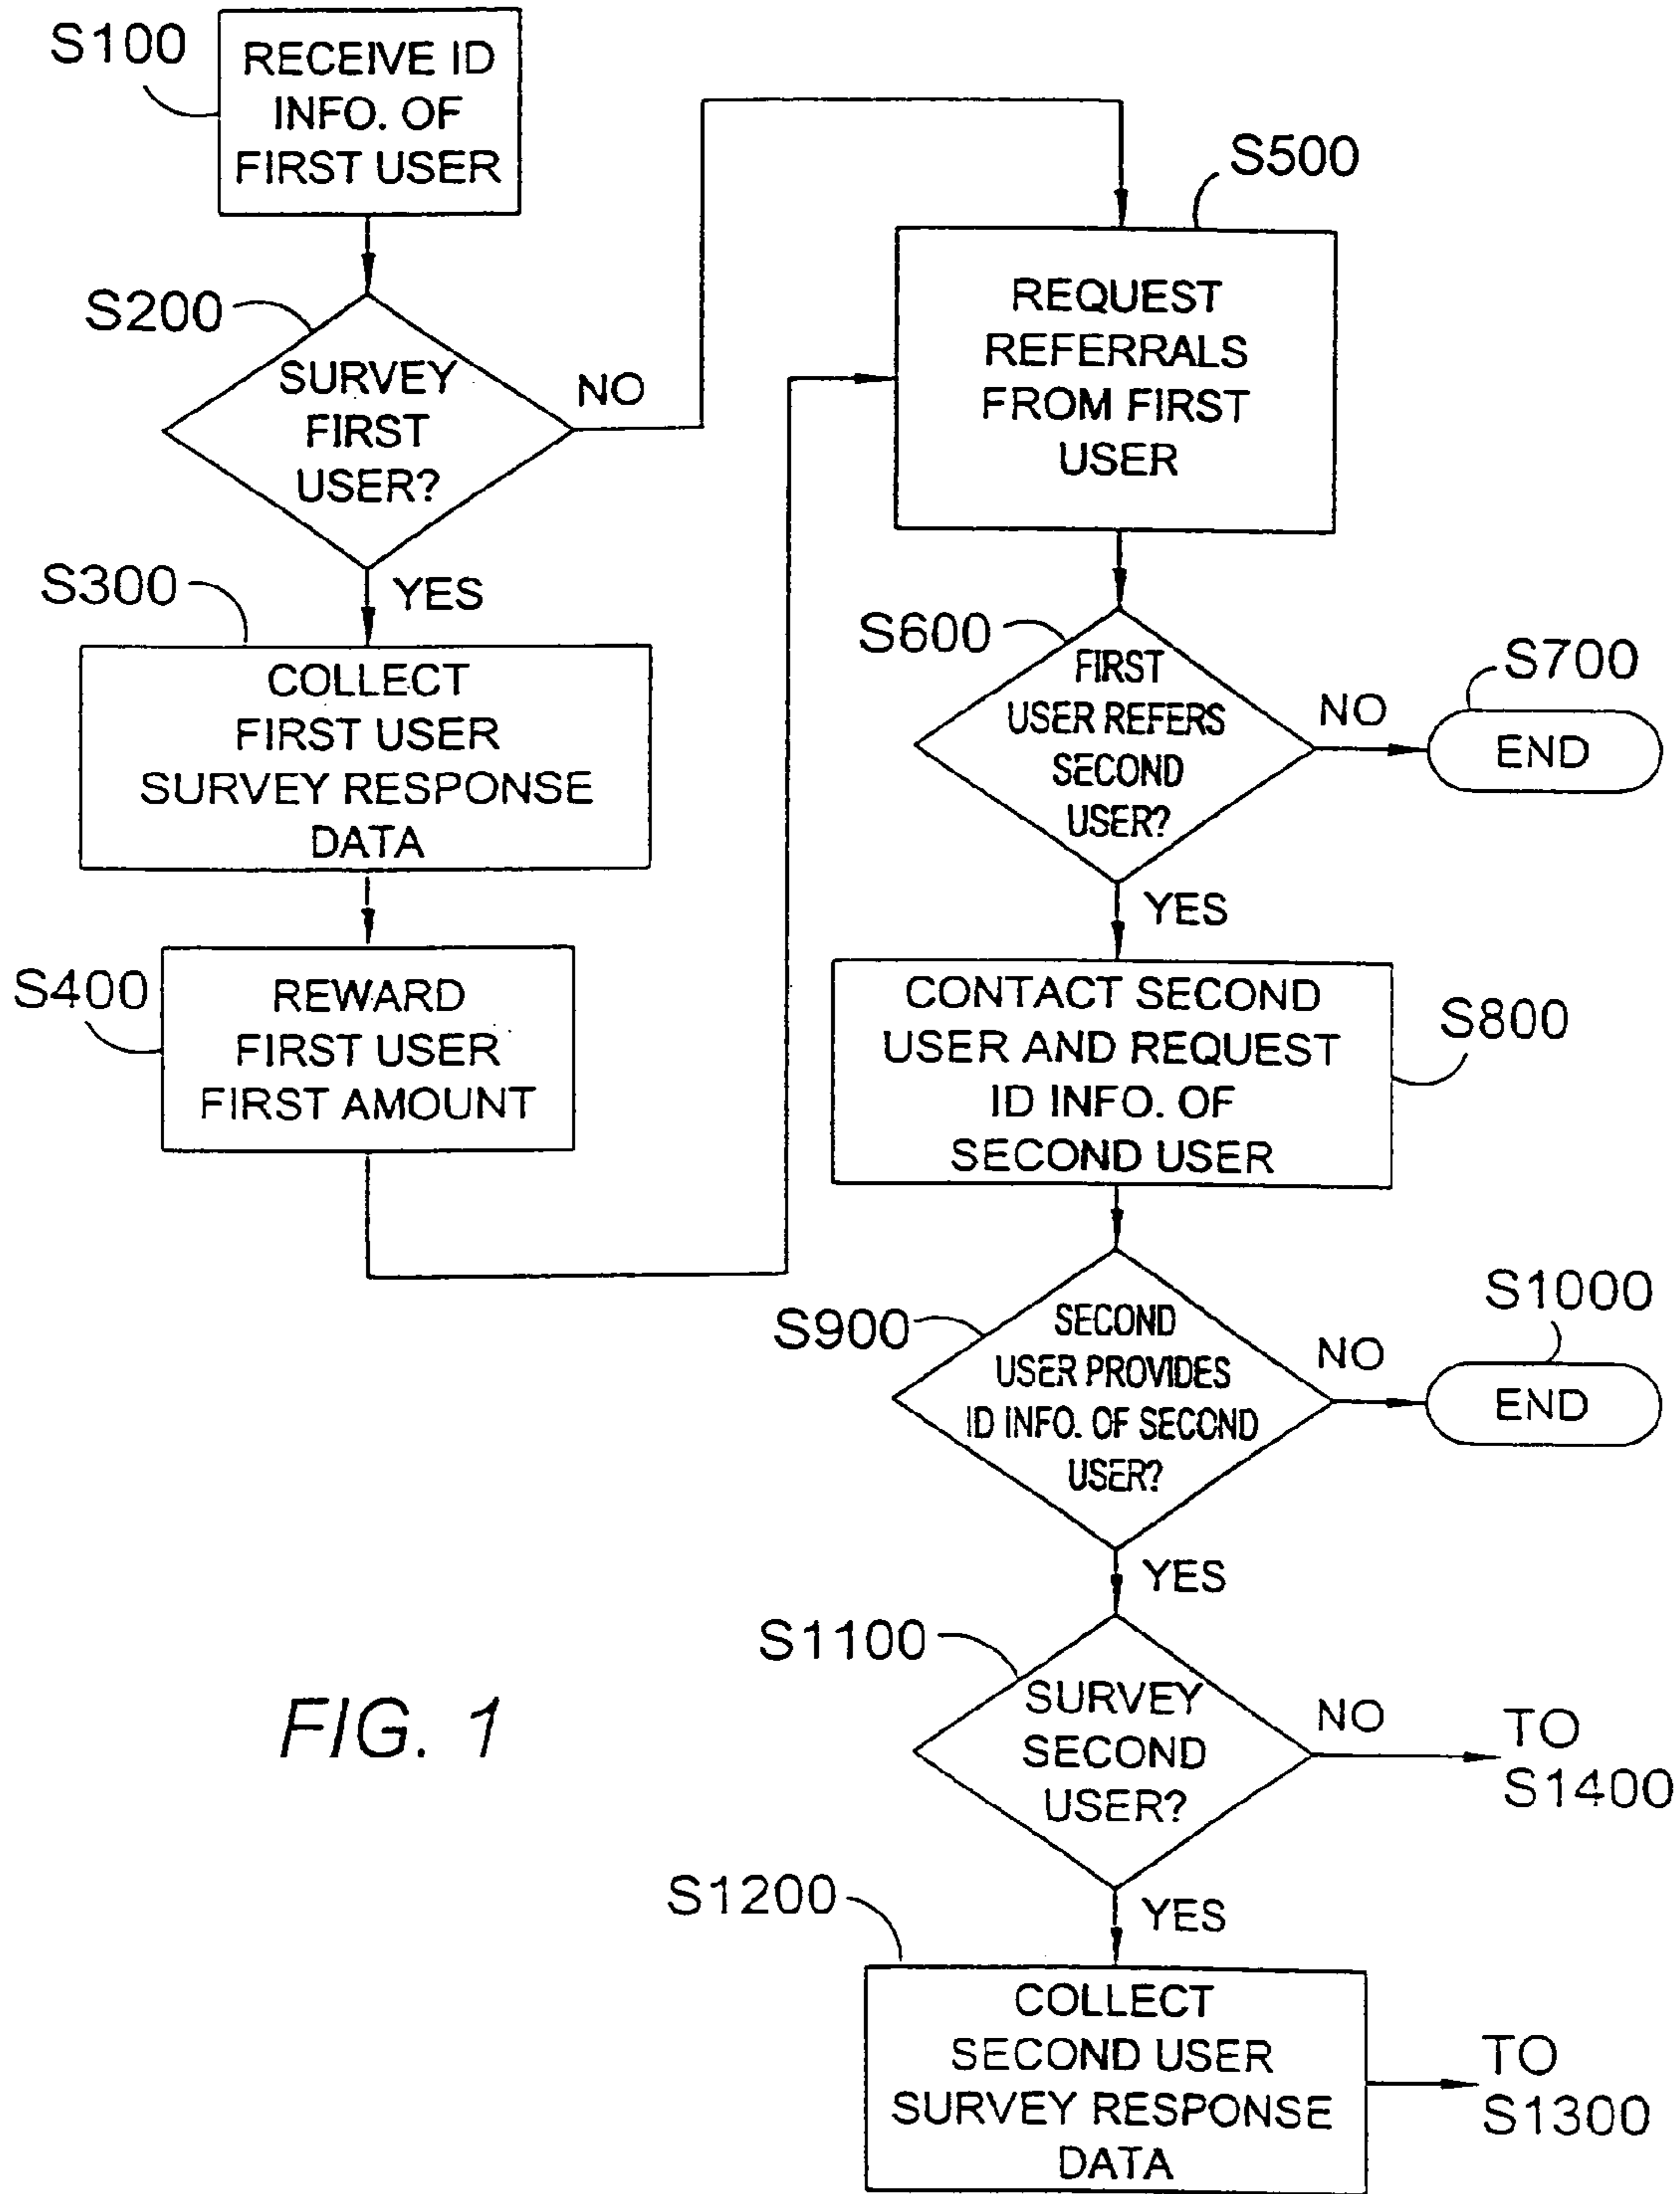 S100
RECEIVE ID
INFO. OF
FIRST USER
S200
SURVEY
FIRST
USER?
NO
YES
S300
COLLECT
FIRST USER
SURVEY RESPONSE
DATA
S400
REWARD
FIRST USER
FIRST AMOUNT
S500
REQUEST
REFERRALS
FROM FIRST
USER
S600
FIRST
USER REFERS
SECOND
USER?
NO
S700
END
YES
CONTACT SECOND
USER AND REQUEST
ID INFO. OF
SECOND USER
S800
S900
SECOND
USER PROVIDES
ID INFO. OF SECOND
USER?
NO
S1000
END
YES
S1100
SURVEY
SECOND
USER?
NO
TO
S1400
YES
S1200
COLLECT
SECOND USER
SURVEY RESPONSE
DATA
TO
S1300
FIG. 1